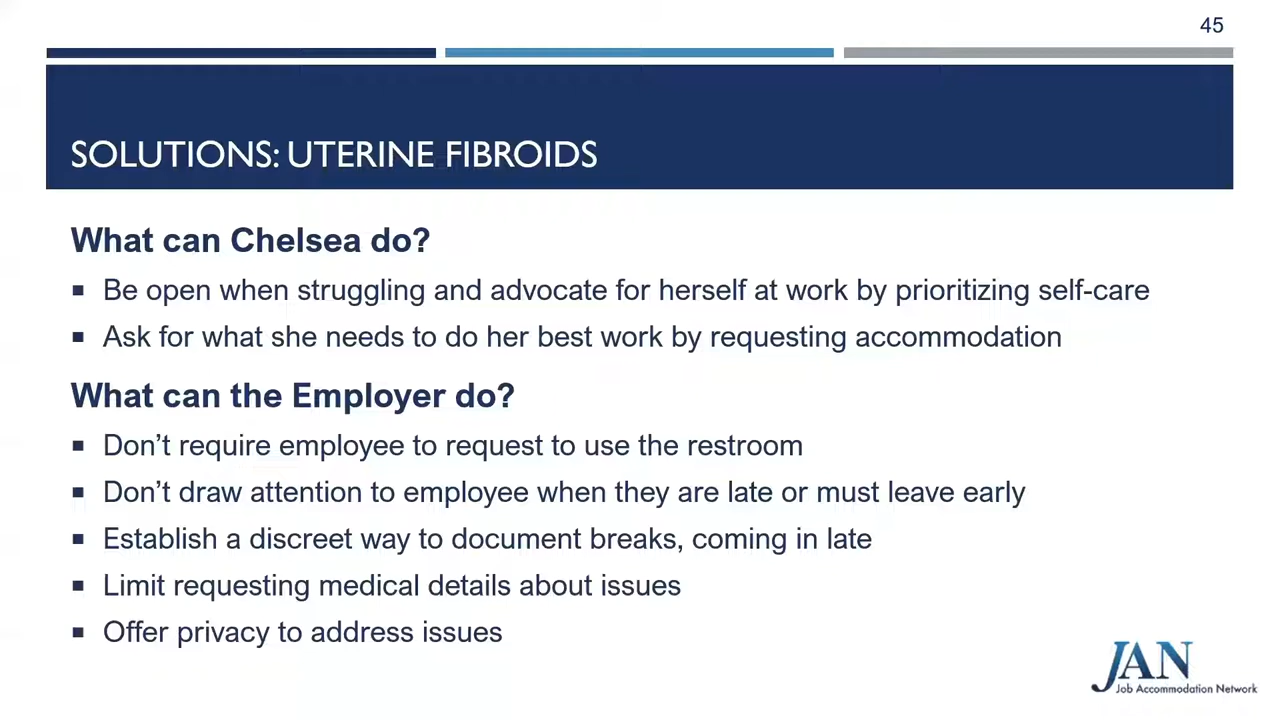 45
SOLUTIONS: UTERINE FIBROIDS
What can Chelsea do?
▪ Be open when struggling and advocate for herself at work by prioritizing self-care
▪ Ask for what she needs to do her best work by requesting accommodation
What can the Employer do?
▪ Don’t require employee to request to use the restroom
▪ Don’t draw attention to employee when they are late or must leave early
▪ Establish a discreet way to document breaks, coming in late
▪ Limit requesting medical details about issues
▪ Offer privacy to address issues
JAN
Job Accommodation Network